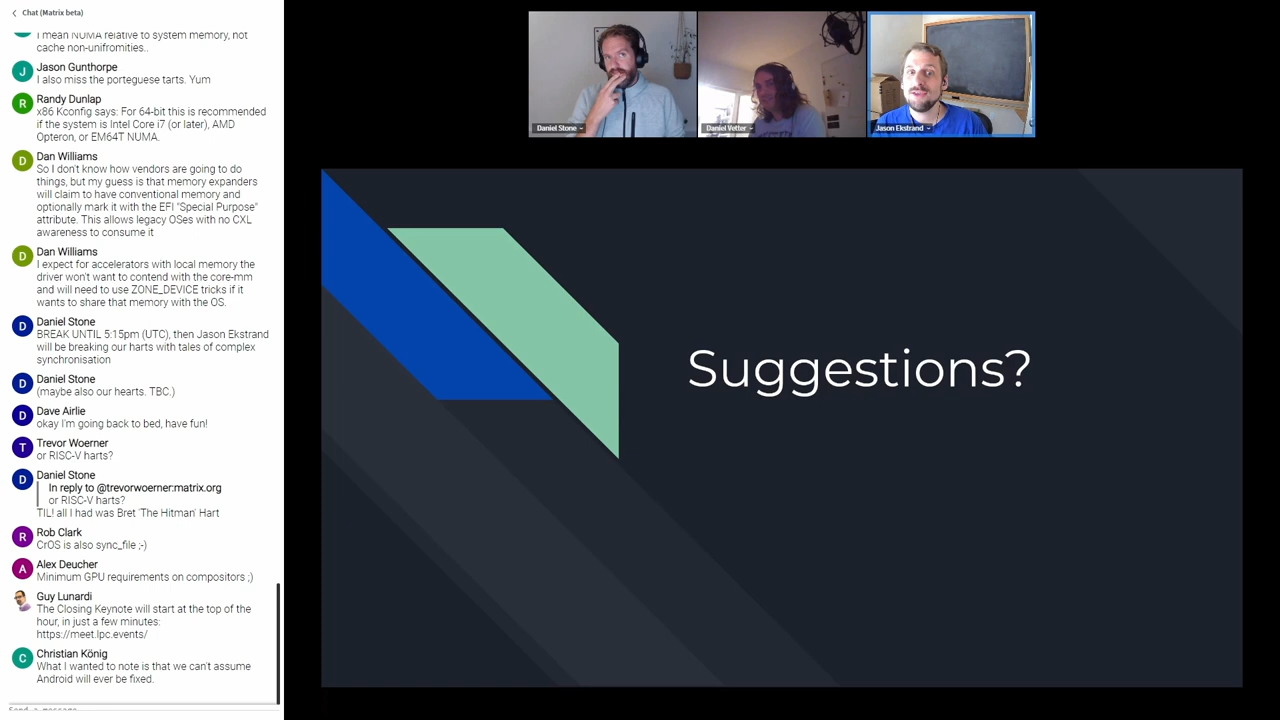 Chat (Matrix beta)
I mean NUMA relative to system memory, not
cache non-unifromities..
J
Jason Gunthorpe
I also miss the porteguese tarts. Yum
R
Randy Dunlap
x86 Kconfig says: For 64-bit this is recommended
if the system is Intel Core i7 (or later), AMD
Opteron, or EM64T NUMA.
D
Dan Williams
So I don't know how vendors are going to do
things, but my guess is that memory expanders
will claim to have conventional memory and
optionally mark it with the EFI "Special Purpose"
attribute. This allows legacy OSes with no CXL
awareness to consume it
D
Dan Williams
I expect for accelerators with local memory the
driver won't want to contend with the core-mm
and will need to use ZONE_DEVICE tricks if it
wants to share that memory with the OS.
D
Daniel Stone
BREAK UNTIL 5:15pm (UTC), then Jason Ekstrand
will be breaking our harts with tales of complex
synchronisation
D
Daniel Stone
(maybe also our hearts. TBC.)
D
Dave Airlie
okay I'm going back to bed, have fun!
T
Trevor Woerner
or RISC-V harts?
D
Daniel Stone
In reply to @trevorwoerner:matrix.org
or RISC-V harts?
TIL! all I had was Bret 'The Hitman' Hart
R
Rob Clark
CrOS is also sync_file ;-)
A
Alex Deucher
Minimum GPU requirements on compositors ;)
Guy Lunardi
The Closing Keynote will start at the top of the
hour, in just a few minutes:
https://meet.lpc.events/
C
Christian König
What I wanted to note is that we can't assume
Android will ever be fixed.
Send a message
Daniel Stone
Daniel Vetter
Jason Ekstrand
Suggestions?